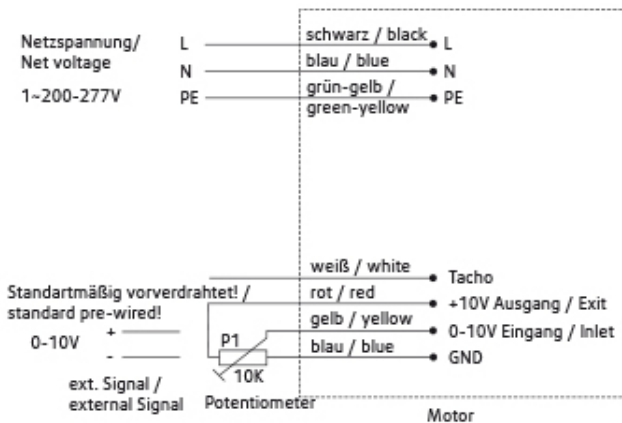 Netzspannung/
Net voltage
1~200-277V
L
N
PE
schwarz / black
blau / blue
grün-gelb /
green-yellow
L
N
PE
Standartmäßig vorverdrahtet! /
standard pre-wired!
0-10V
+
-
ext. Signal /
external Signal
P1
10K
Potentiometer
weiß / white
rot / red
gelb / yellow
blau / blue
Tacho
+10V Ausgang / Exit
0-10V Eingang / Inlet
GND
Motor